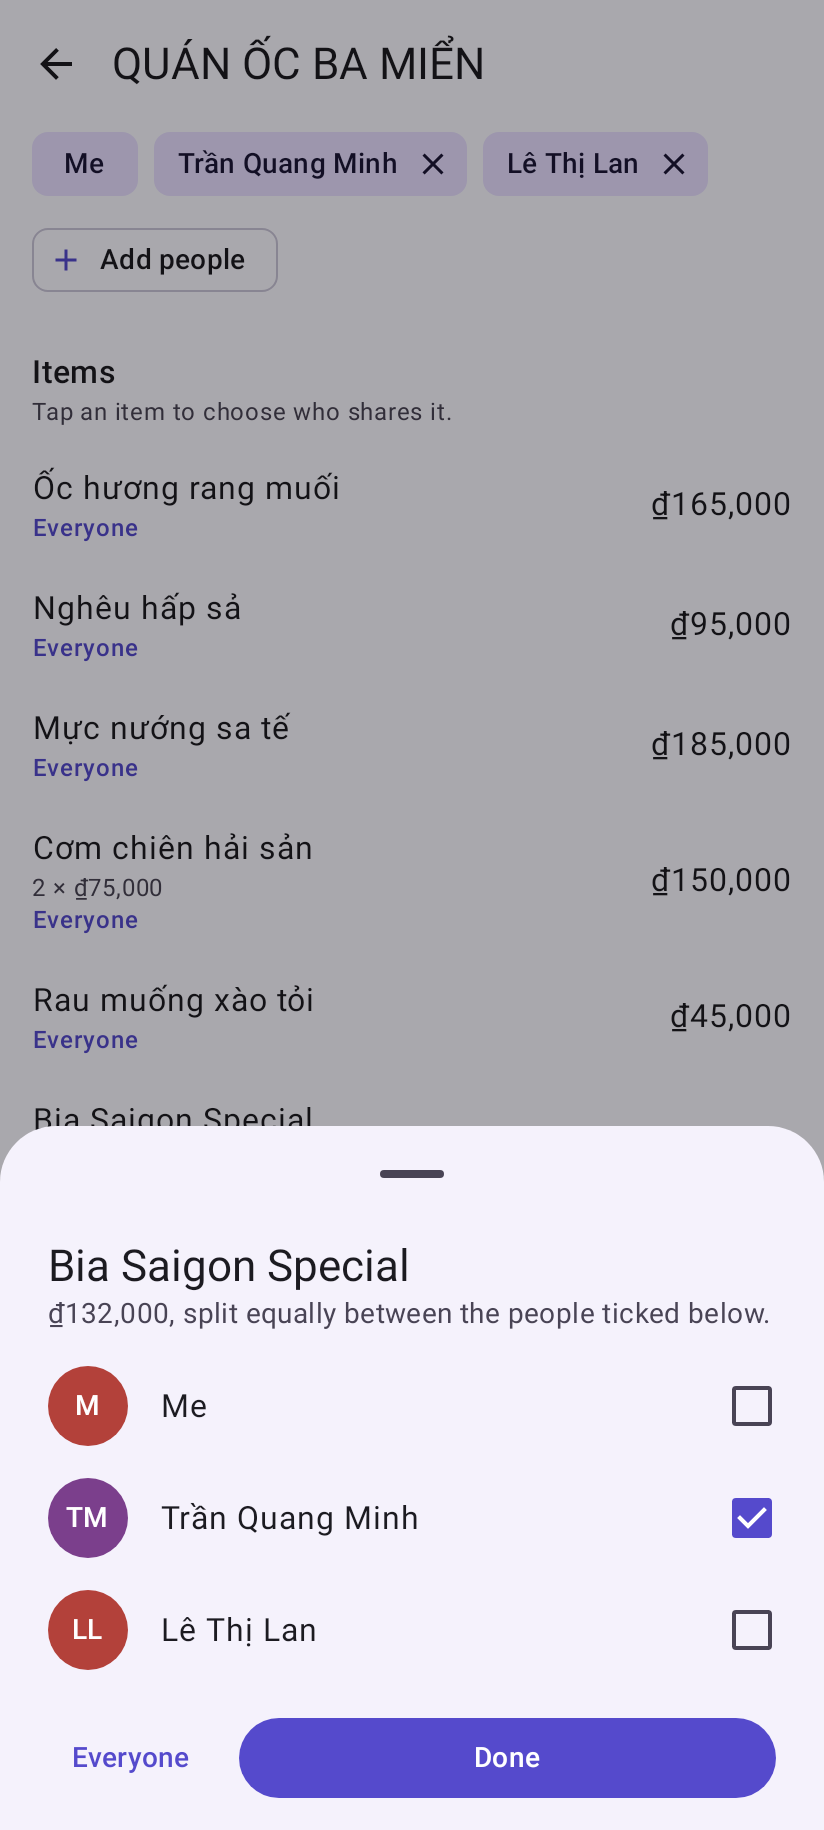 QUÁN ỐC BA MIỂN
Me
Trần Quang Minh
Lê Thị Lan
Add people
Items
Tap an item to choose who shares it.
Ốc hương rang muối
₫165,000
Everyone
Nghêu hấp sả
₫95,000
Everyone
Mực nướng sa tế
₫185,000
Everyone
Cơm chiên hải sản
2 × ₫75,000
₫150,000
Everyone
Rau muống xào tỏi
₫45,000
Everyone
Bia Saigon Special
Bia Saigon Special
₫132,000, split equally between the people ticked below.
M
Me
TM
Trần Quang Minh
LL
Lê Thị Lan
Everyone
Done